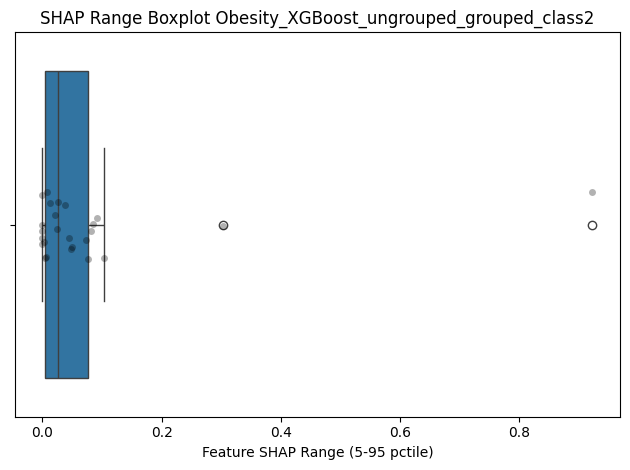 SHAP Range Boxplot Obesity_XGBoost_ungrouped_grouped_class2
0.0 0.2 0.4 0.6 0.8
Feature SHAP Range (5-95 pctile)